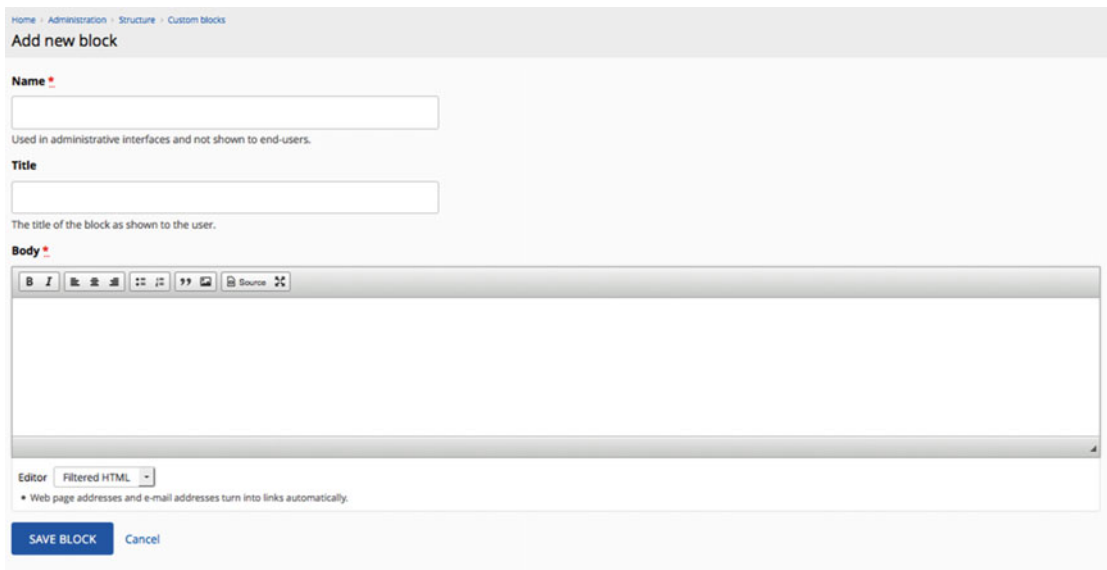 Home › Administration › Structure › Custom blocks
Add new block
Name *
Used in administrative interfaces and not shown to end-users.
Title
The title of the block as shown to the user.
Body *
B I Source
Editor Filtered HTML
• Web page addresses and e-mail addresses turn into links automatically.
SAVE BLOCK Cancel